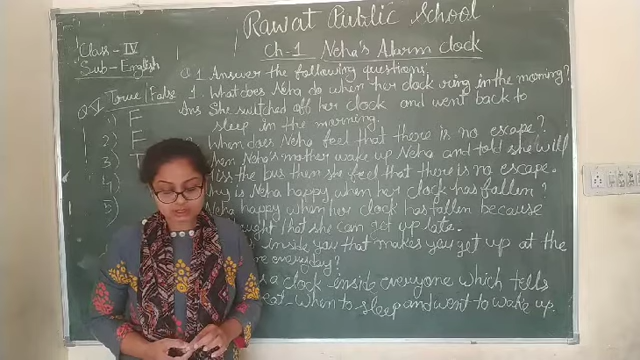 Rawat Public School
Class - IV
Sub - English
Ch-1 Neha's Alarm clock
Q 1 Answer the following questions:
1 What does Neha do when her clock ring in the morning?
Ans She switched off her clock and went back to
sleep in the morning.
When does Neha feel that there is no escape?
Neha's mother wake up Neha and told she will
miss the bus then she feel that there is no escape.
is Neha happy when her clock has fallen?
Neha happy when her clock has fallen because
that she can get up late.
inside you that makes you get up at the
everyday?
a clock inside everyone which tells
when to sleep and went to wake up.
Q V True/False
1) F
2) F
3) T
4)
5)